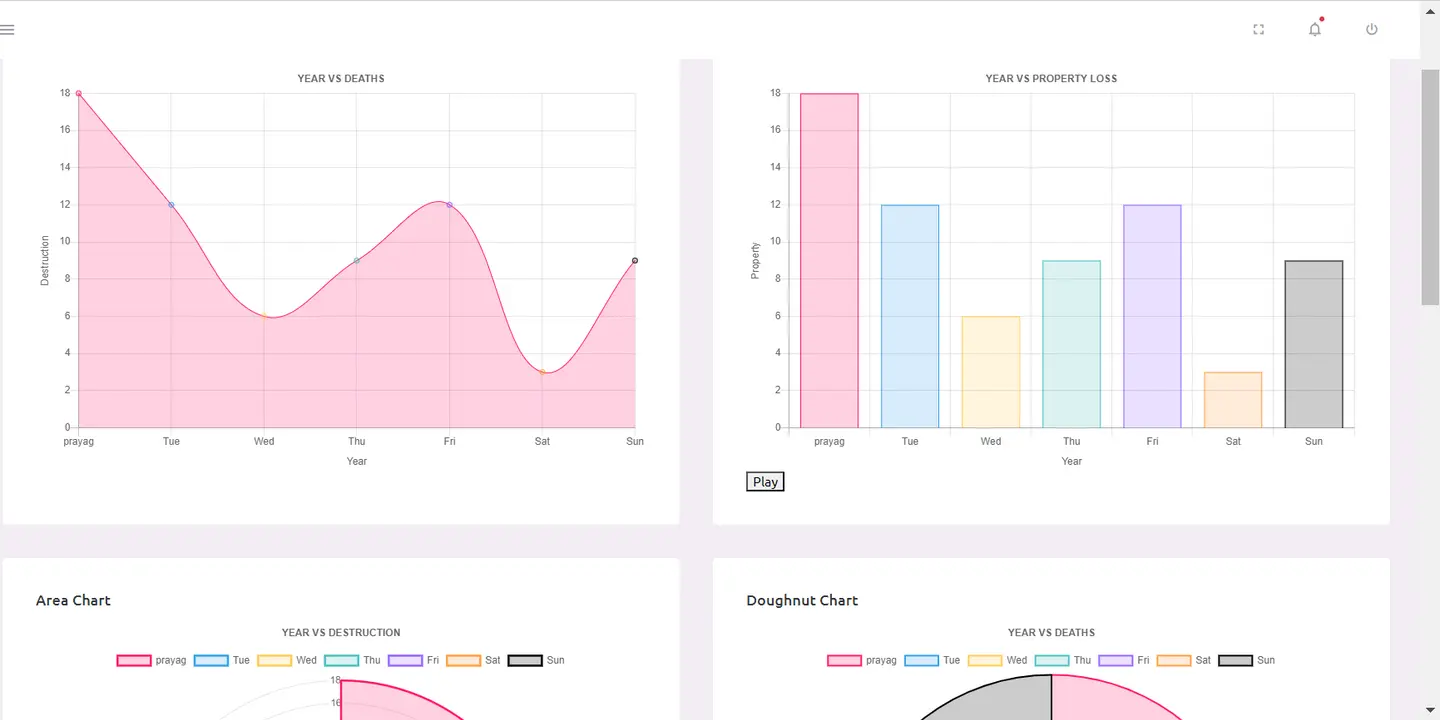 YEAR VS DEATHS
18
16
14
12
10
8
6
4
2
0
Destruction
prayag Tue Wed Thu Fri Sat Sun
Year
YEAR VS PROPERTY LOSS
18
16
14
12
10
8
6
4
2
0
Property
prayag Tue Wed Thu Fri Sat Sun
Year
Play
Area Chart
YEAR VS DESTRUCTION
prayag Tue Wed Thu Fri Sat Sun
18
16
Doughnut Chart
YEAR VS DEATHS
prayag Tue Wed Thu Fri Sat Sun